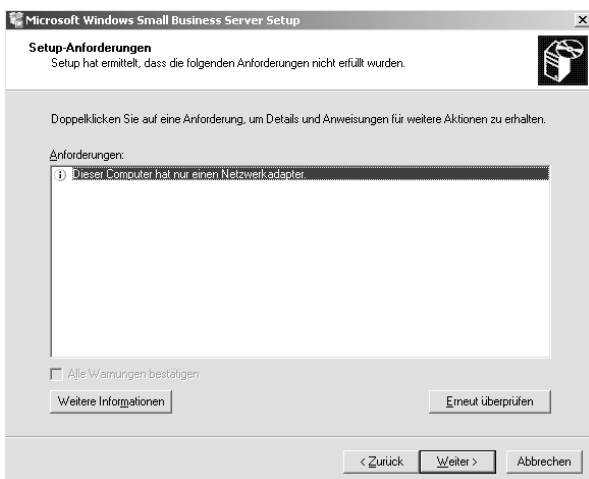 Microsoft Windows Small Business Server Setup
Setup-Anforderungen
Setup hat ermittelt, dass die folgenden Anforderungen nicht erfüllt wurden.
Doppelklicken Sie auf eine Anforderung, um Details und Anweisungen für weitere Aktionen zu erhalten.
Anforderungen:
Dieser Computer hat nur einen Netzwerkadapter.
Alle Warnungen bestätigen
Weitere Informationen
Erneut überprüfen
< Zurück
Weiter >
Abbrechen